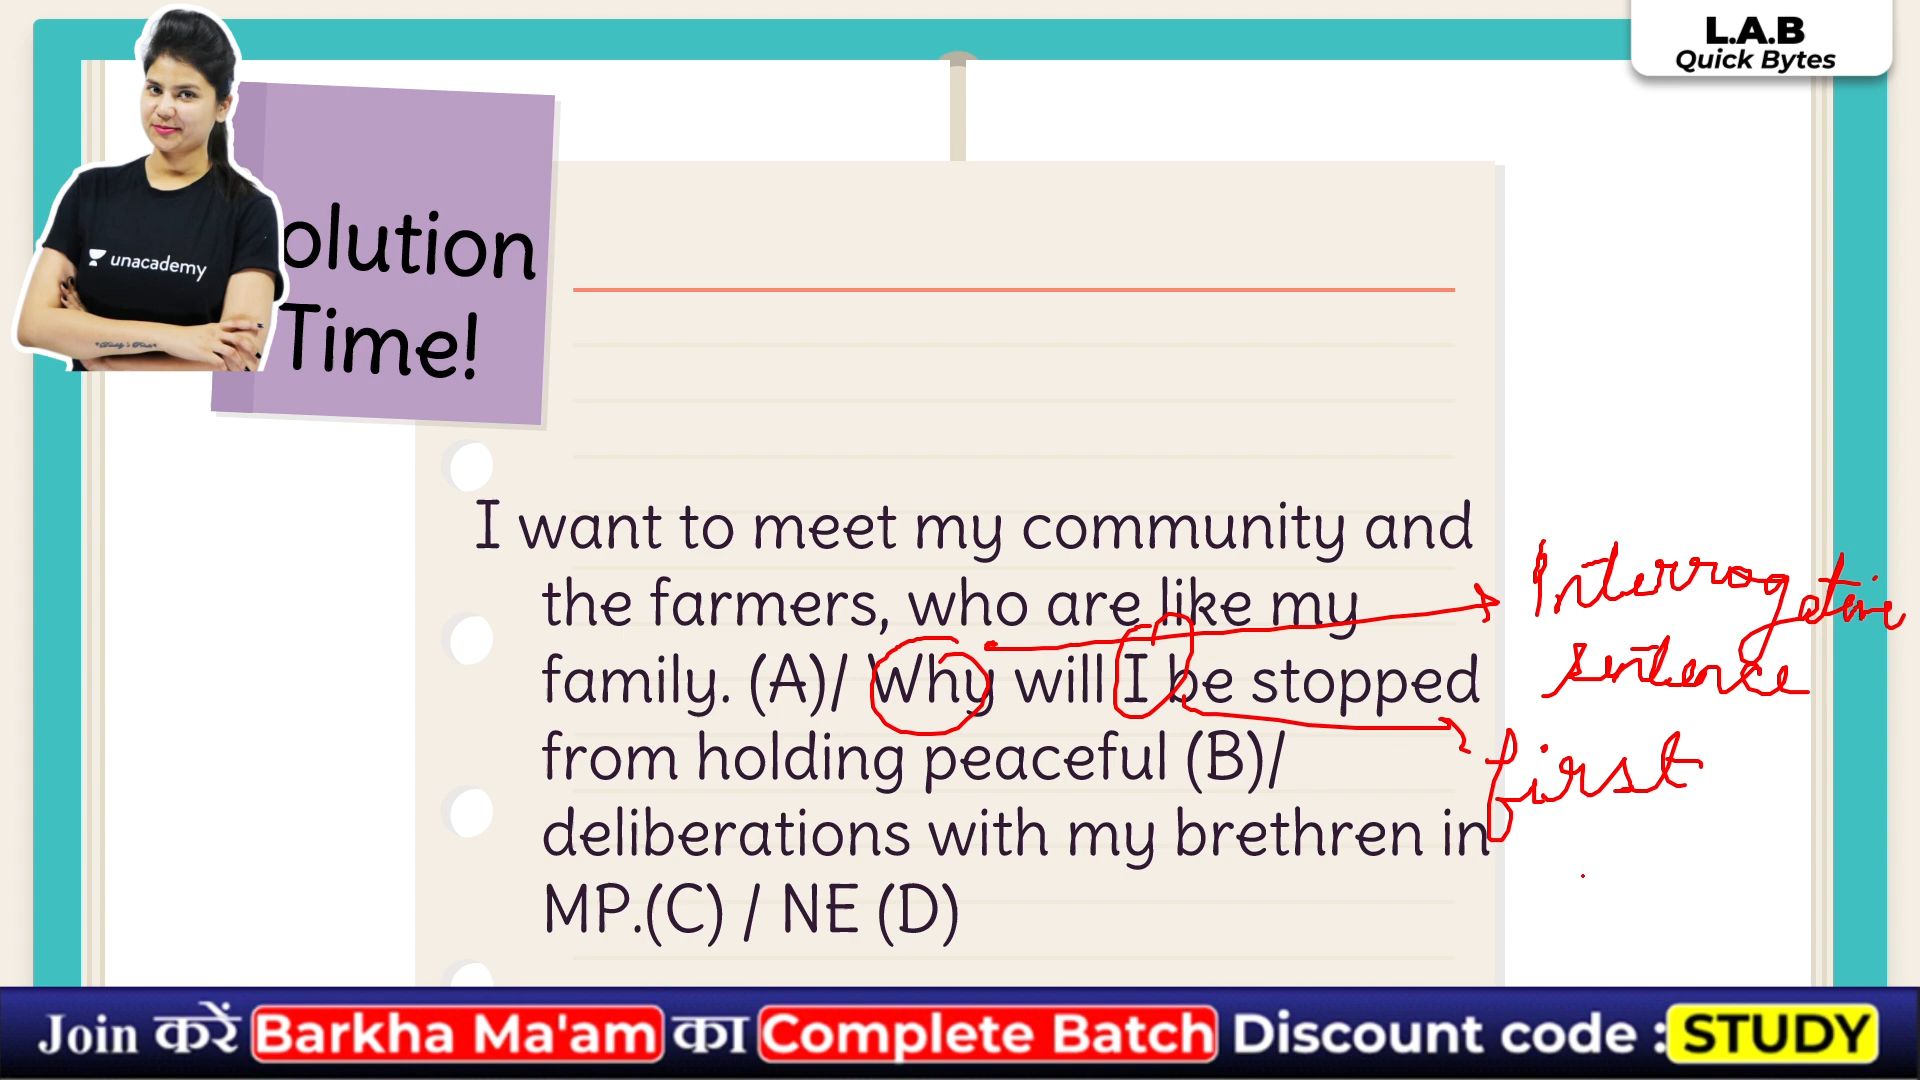 L.A.B
Quick Bytes
unacademy
olution
Time!
I want to meet my community and
the farmers, who are like my
family. (A)/ Why will I be stopped
from holding peaceful (B)/
deliberations with my brethren in
MP.(C) / NE (D)
Interrogative
sentence
first
Join करें Barkha Ma'am का Complete Batch Discount code : STUDY